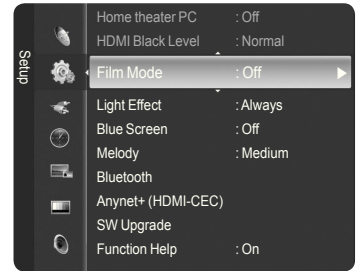 Setup
Home theater PC : Off
HDMI Black Level : Normal
Film Mode : Off
Light Effect : Always
Blue Screen : Off
Melody : Medium
Bluetooth
Anynet+ (HDMI-CEC)
SW Upgrade
Function Help : On